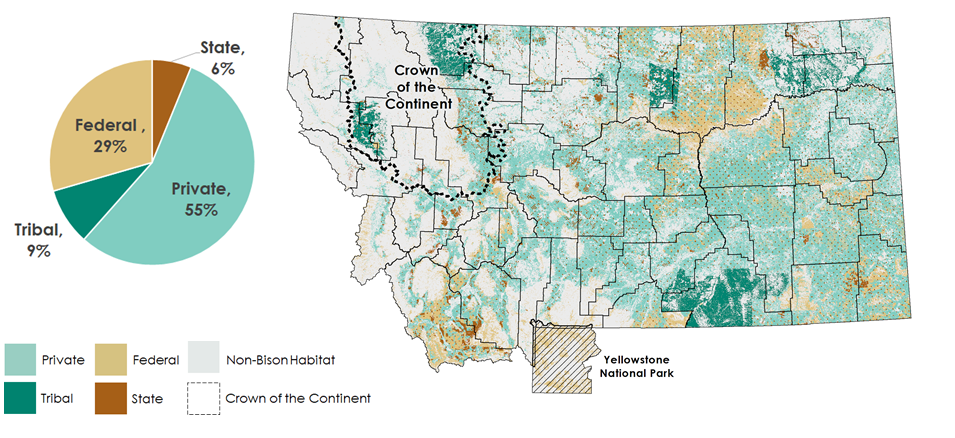 State,
6%
Federal ,
29%
Private,
55%
Tribal,
9%
Crown
of the
Continent
Yellowstone
National Park
Private
Federal
Non-Bison Habitat
Tribal
State
Crown of the Continent